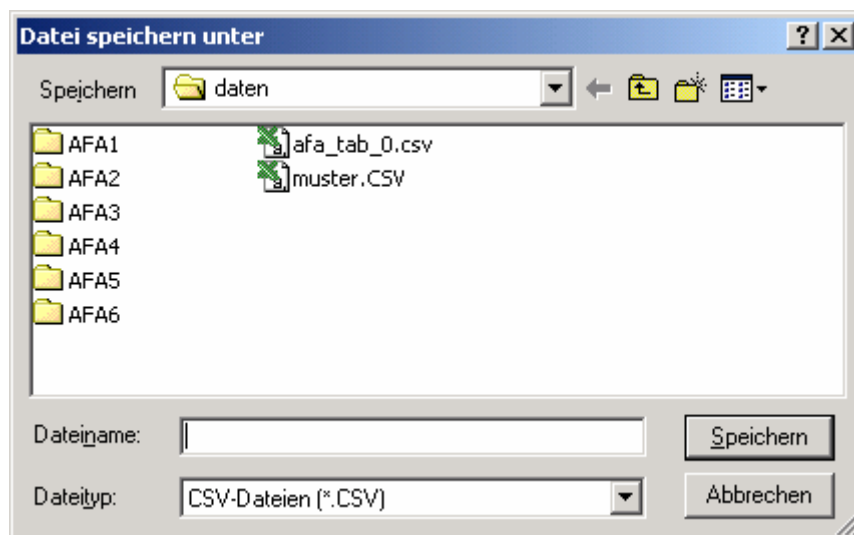 Datei speichern unter
Speichern daten
AFA1 afa_tab_0.csv
AFA2 muster.CSV
AFA3
AFA4
AFA5
AFA6
Dateiname: Speichern
Dateityp: CSV-Dateien (*.CSV) Abbrechen